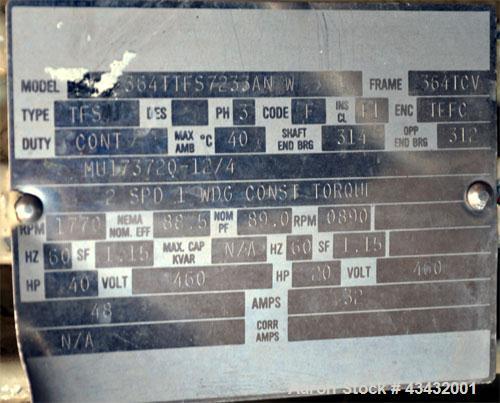 MODEL 364TTFS7233AN W FRAME 364TCV
TYPE TFS DES PH 3 CODE F INS CL F1 ENC TEFC
DUTY CONT MAX AMB °C 40 SHAFT END BRG 314 OPP END BRG 312
MU173720-12/4
2 SPD 1 WDG CONST TORQUE
RPM 1770 NEMA NOM. EFF 88.5 NOM PF 89.0 RPM 0890
HZ 60 SF 1.15 MAX. CAP KVAR N/A HZ 60 SF 1.15
HP 40 VOLT 460 HP 20 VOLT 460
48 AMPS 32
N/A CORR AMPS
Aaron Stock # 43432001